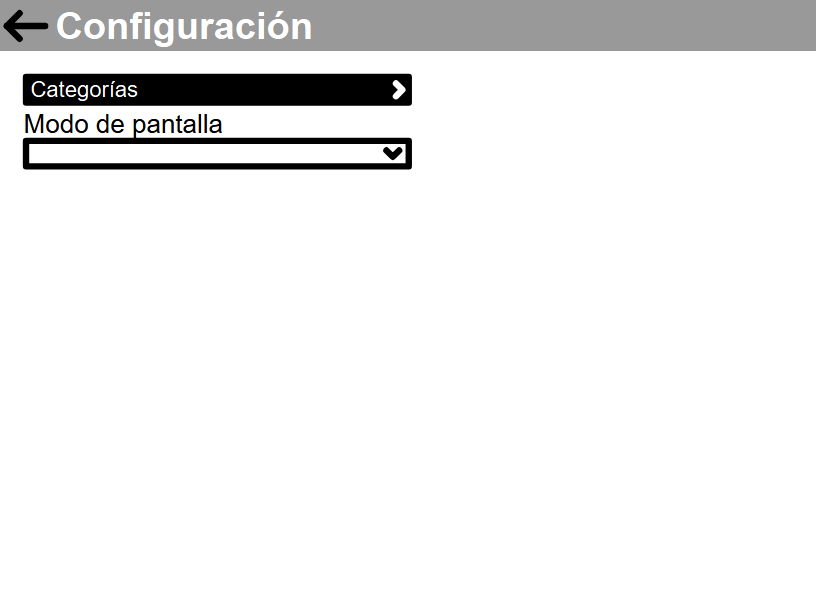 Configuración
Categorías
Modo de pantalla